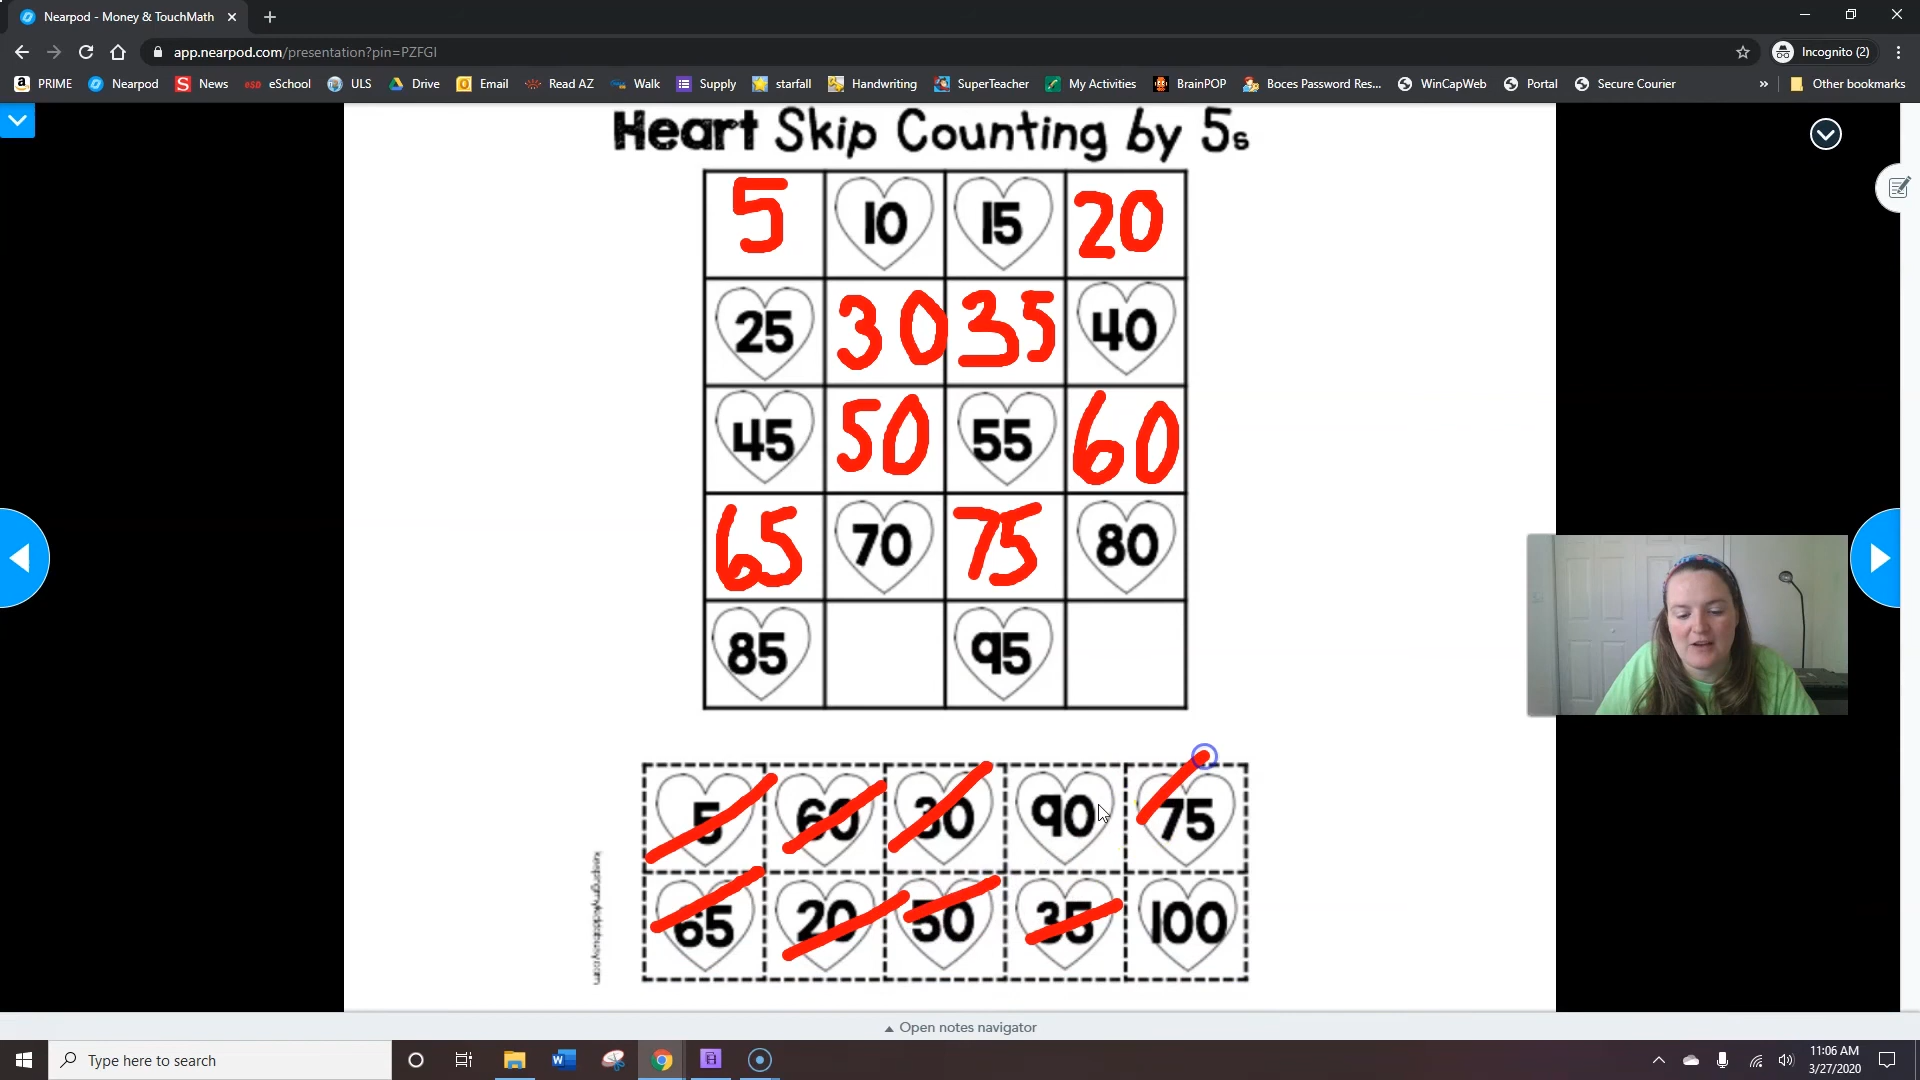 Nearpod - Money & TouchMath
app.nearpod.com/presentation?pin=PZFGI
Incognito (2)
PRIME Nearpod News eSchool ULS Drive Email Read AZ Walk Supply starfall Handwriting SuperTeacher My Activities BrainPOP Boces Password Res... WinCapWeb Portal Secure Courier » Other bookmarks
Heart Skip Counting by 5s
5 10 15 20
25 30 35 40
45 50 55 60
65 70 75 80
85 95
5 60 30 90 75
65 20 50 35 100
Open notes navigator
Type here to search
11:06 AM
3/27/2020